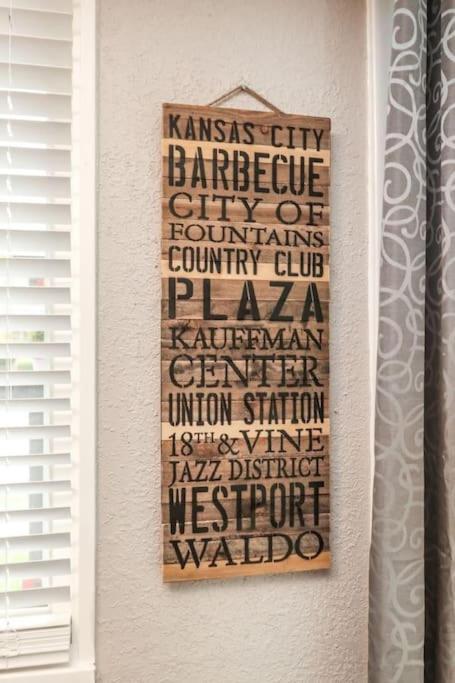 KANSAS CITY
BARBECUE
CITY OF
FOUNTAINS
COUNTRY CLUB
PLAZA
KAUFFMAN
CENTER
UNION STATION
18TH & VINE
JAZZ DISTRICT
WESTPORT
WALDO